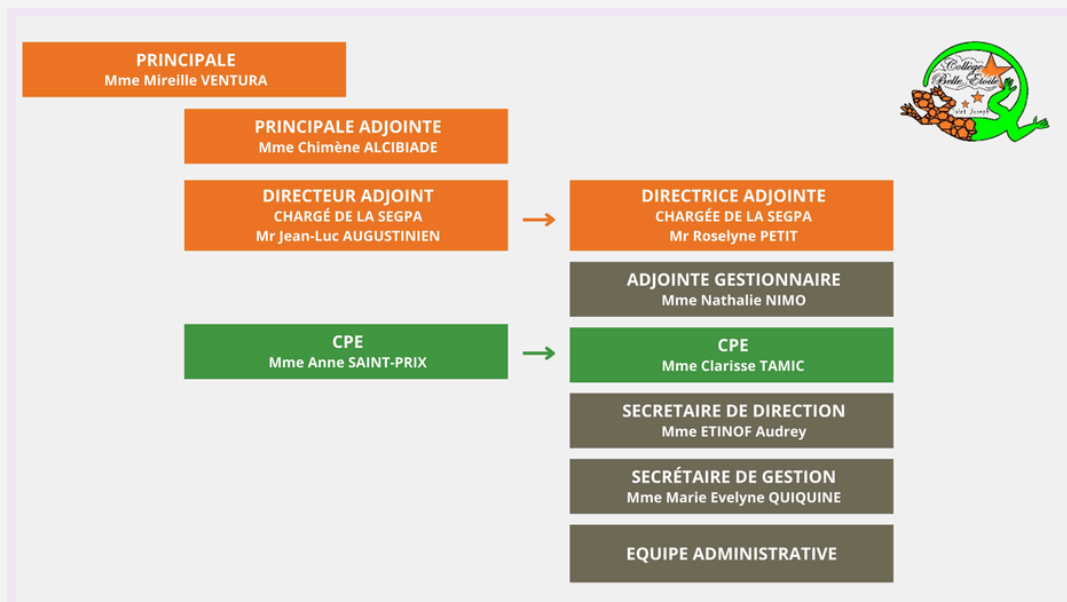 PRINCIPALE
Mme Mireille VENTURA
Collège
Belle Etoile
PRINCIPALE ADJOINTE
Mme Chimène ALCIBIADE
DIRECTEUR ADJOINT
CHARGÉ DE LA SEGPA
Mr Jean-Luc AUGUSTINIEN
DIRECTRICE ADJOINTE
CHARGÉE DE LA SEGPA
Mr Roselyne PETIT
ADJOINTE GESTIONNAIRE
Mme Nathalie NIMO
CPE
Mme Anne SAINT-PRIX
CPE
Mme Clarisse TAMIC
SECRETAIRE DE DIRECTION
Mme ETINOF Audrey
SECRÉTAIRE DE GESTION
Mme Marie Evelyne QUIQUINE
EQUIPE ADMINISTRATIVE